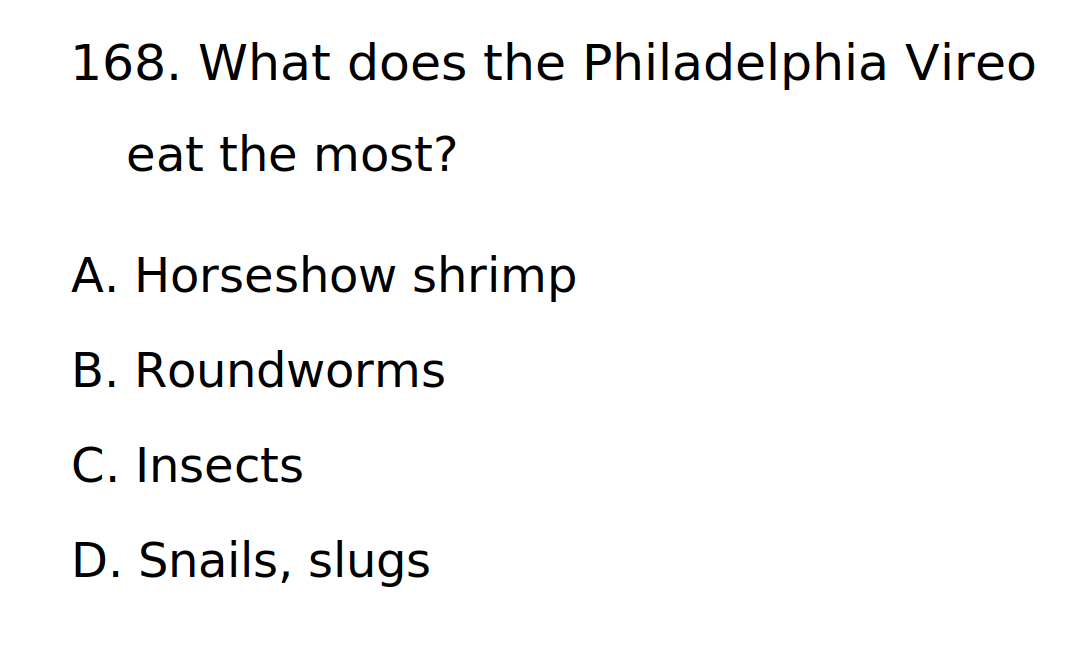 168. What does the Philadelphia Vireo
eat the most?
A. Horseshow shrimp
B. Roundworms
C. Insects
D. Snails, slugs